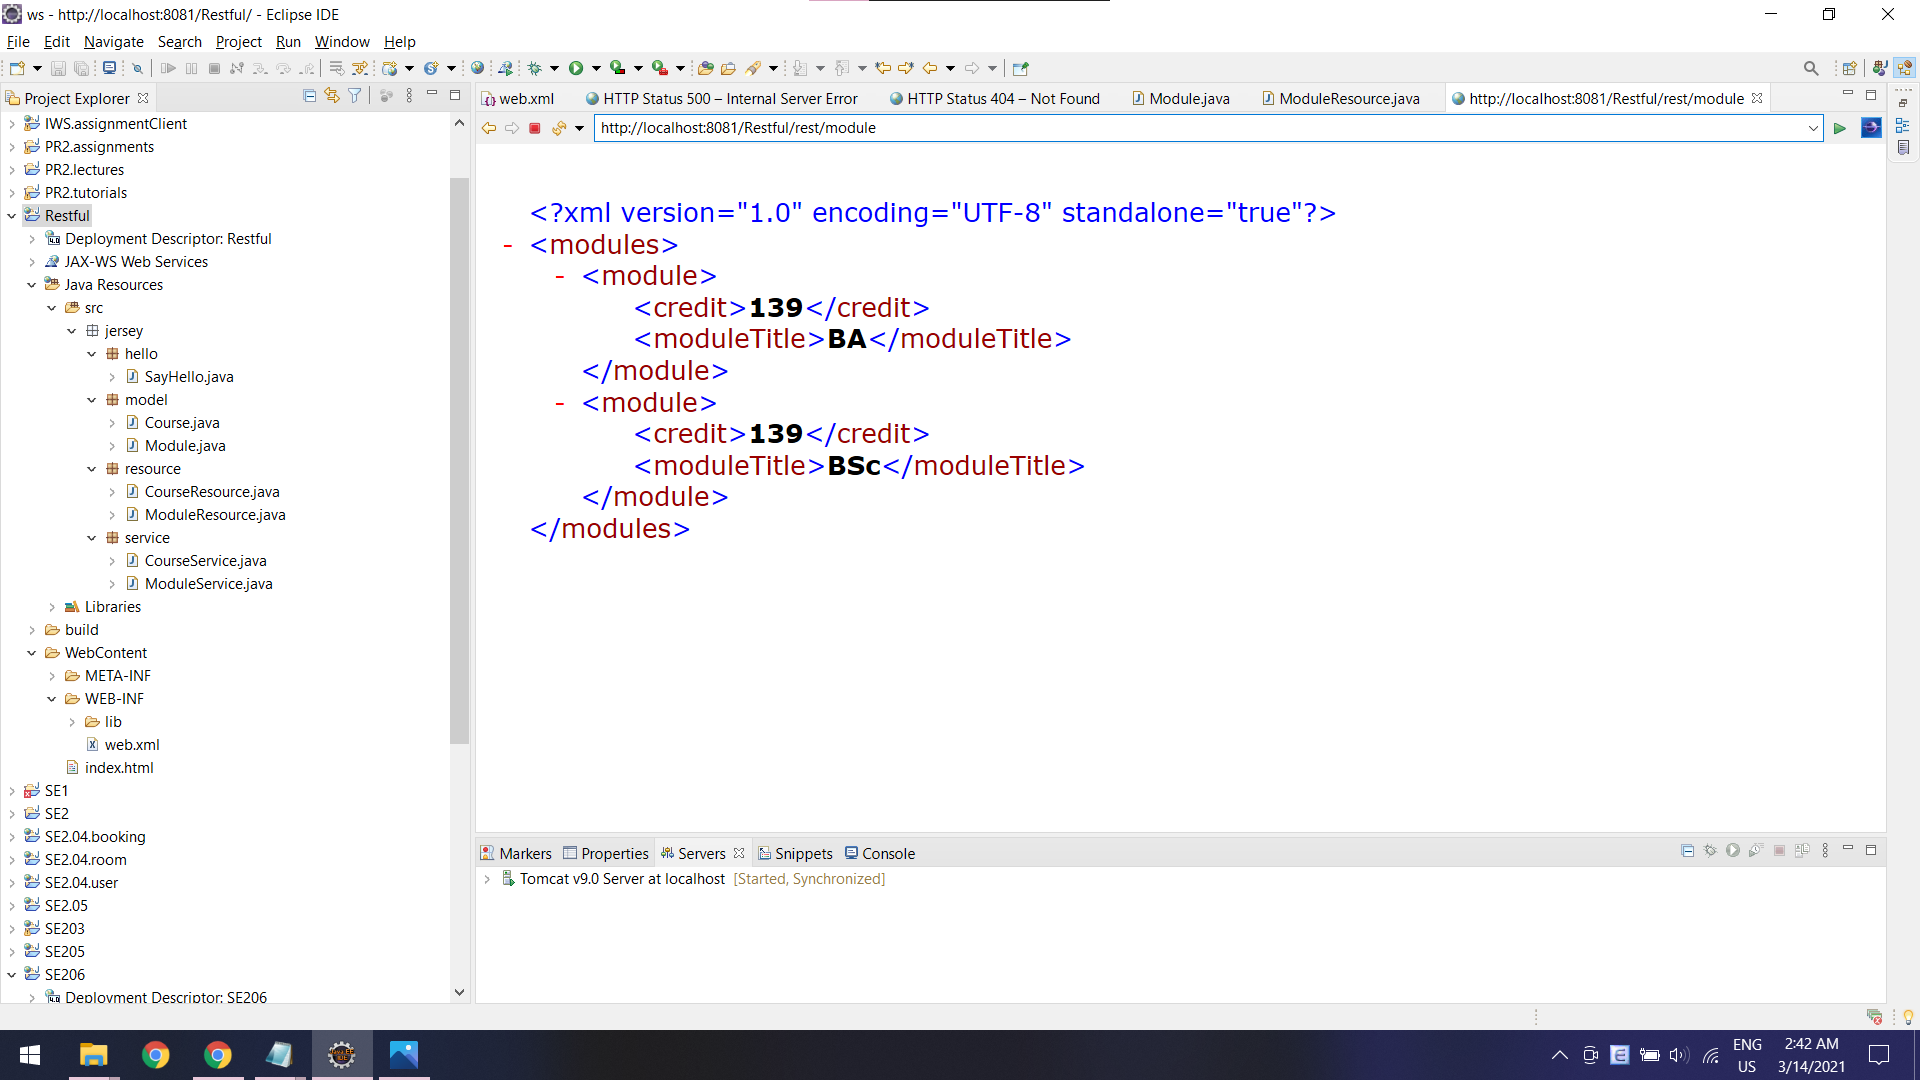 ws - http://localhost:8081/Restful/ - Eclipse IDE
File Edit Navigate Search Project Run Window Help
Project Explorer
IWS.assignmentClient
PR2.assignments
PR2.lectures
PR2.tutorials
Restful
Deployment Descriptor: Restful
JAX-WS Web Services
Java Resources
src
jersey
hello
SayHello.java
model
Course.java
Module.java
resource
CourseResource.java
ModuleResource.java
service
CourseService.java
ModuleService.java
Libraries
build
WebContent
META-INF
WEB-INF
lib
web.xml
index.html
SE1
SE2
SE2.04.booking
SE2.04.room
SE2.04.user
SE2.05
SE203
SE205
SE206
Deployment Descriptor: SE206
web.xml HTTP Status 500 – Internal Server Error HTTP Status 404 – Not Found Module.java ModuleResource.java http://localhost:8081/Restful/rest/module
http://localhost:8081/Restful/rest/module
<?xml version="1.0" encoding="UTF-8" standalone="true"?>
- <modules>
- <module>
<credit>139</credit>
<moduleTitle>BA</moduleTitle>
</module>
- <module>
<credit>139</credit>
<moduleTitle>BSc</moduleTitle>
</module>
</modules>
Markers Properties Servers Snippets Console
Tomcat v9.0 Server at localhost [Started, Synchronized]
ENG
US
2:42 AM
3/14/2021